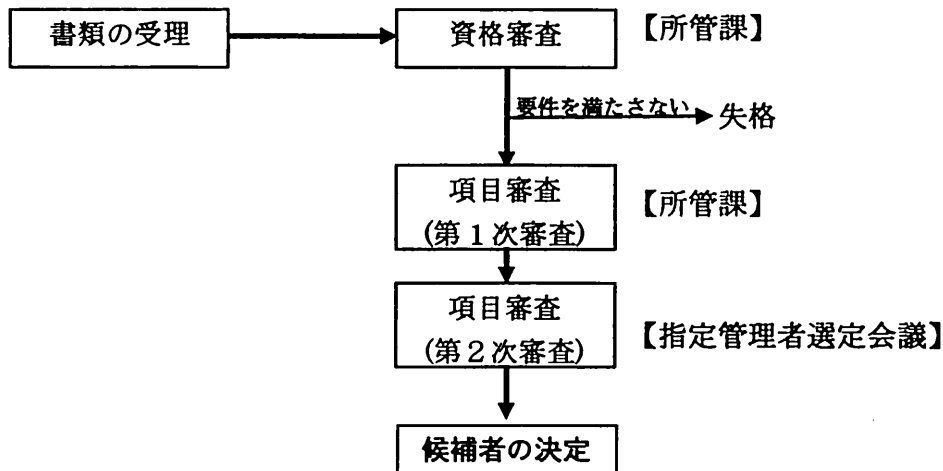 書類の受理
資格審査
【所管課】
要件を満たさない
失格
項目審査
(第1次審査)
【所管課】
項目審査
(第2次審査)
【指定管理者選定会議】
候補者の決定